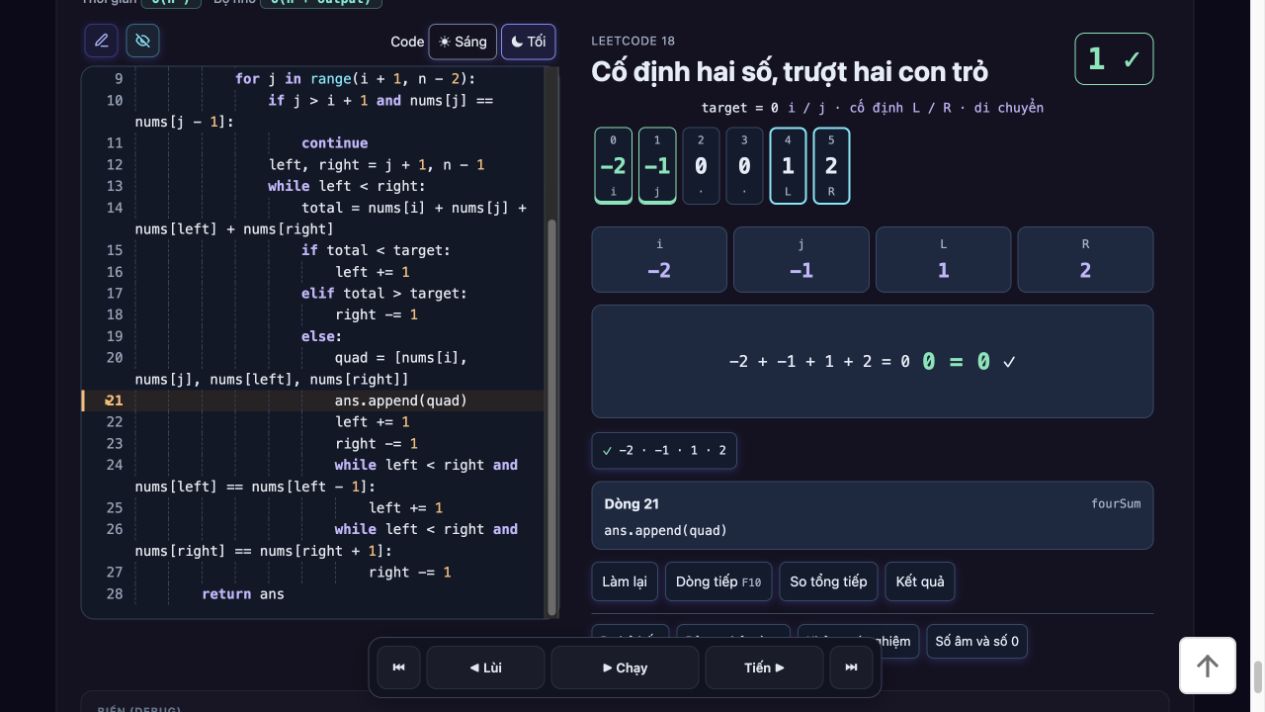 Code ☀ Sáng Tối
9 for j in range(i + 1, n - 2):
10 if j > i + 1 and nums[j] ==
nums[j - 1]:
11 continue
12 left, right = j + 1, n - 1
13 while left < right:
14 total = nums[i] + nums[j] +
nums[left] + nums[right]
15 if total < target:
16 left += 1
17 elif total > target:
18 right -= 1
19 else:
20 quad = [nums[i],
nums[j], nums[left], nums[right]]
21 ans.append(quad)
22 left += 1
23 right -= 1
24 while left < right and
nums[left] == nums[left - 1]:
25 left += 1
26 while left < right and
nums[right] == nums[right + 1]:
27 right -= 1
28 return ans
LEETCODE 18
Cố định hai số, trượt hai con trỏ
1 ✓
target = 0 i / j · cố định L / R · di chuyển
0 1 2 3 4 5
−2 −1 0 0 1 2
i j · · L R
i j L R
−2 −1 1 2
−2 + −1 + 1 + 2 = 0 0 = 0 ✓
✓ −2 · −1 · 1 · 2
Dòng 21 fourSum
ans.append(quad)
Làm lại Dòng tiếp F10 So tổng tiếp Kết quả
Số âm và số 0
⏮ ◀ Lùi ▶ Chạy Tiến ▶ ⏭
BIẾN (DEBUG)